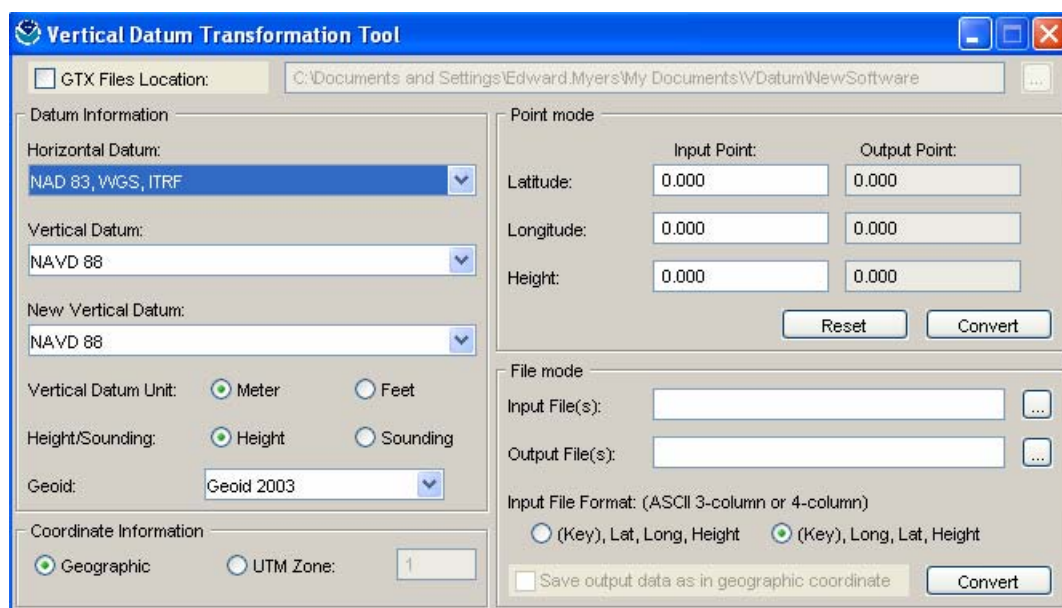 Vertical Datum Transformation Tool
GTX Files Location:
C:\Documents and Settings\Edward.Myers\My Documents\VDatum\NewSoftware
...
Datum Information
Horizontal Datum:
NAD 83, WGS, ITRF
Vertical Datum:
NAVD 88
New Vertical Datum:
NAVD 88
Vertical Datum Unit: Meter Feet
Height/Sounding: Height Sounding
Geoid: Geoid 2003
Coordinate Information
Geographic UTM Zone: 1
Point mode
Input Point: Output Point:
Latitude: 0.000 0.000
Longitude: 0.000 0.000
Height: 0.000 0.000
Reset Convert
File mode
Input File(s): ...
Output File(s): ...
Input File Format: (ASCII 3-column or 4-column)
(Key), Lat, Long, Height (Key), Long, Lat, Height
Save output data as in geographic coordinate Convert